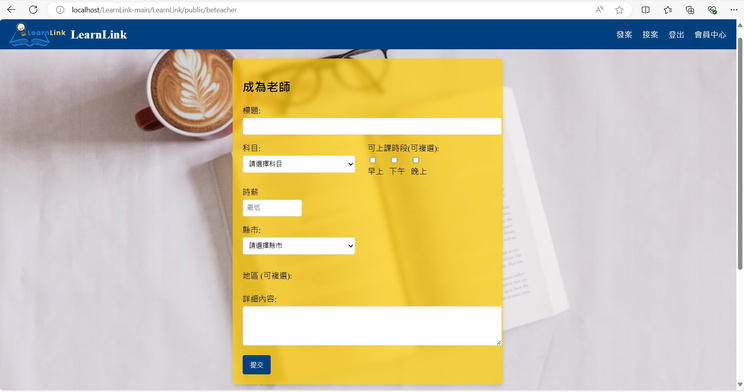 localhost/LearnLink-main/LearnLink/public/beteacher
LearnLink LearnLink 發案 接案 登出 會員中心
成為老師
標題:
科目: 可上課時段(可複選):
請選擇科目
早上 下午 晚上
時薪
最低
縣市:
請選擇縣市
地區 (可複選):
詳細內容:
提交